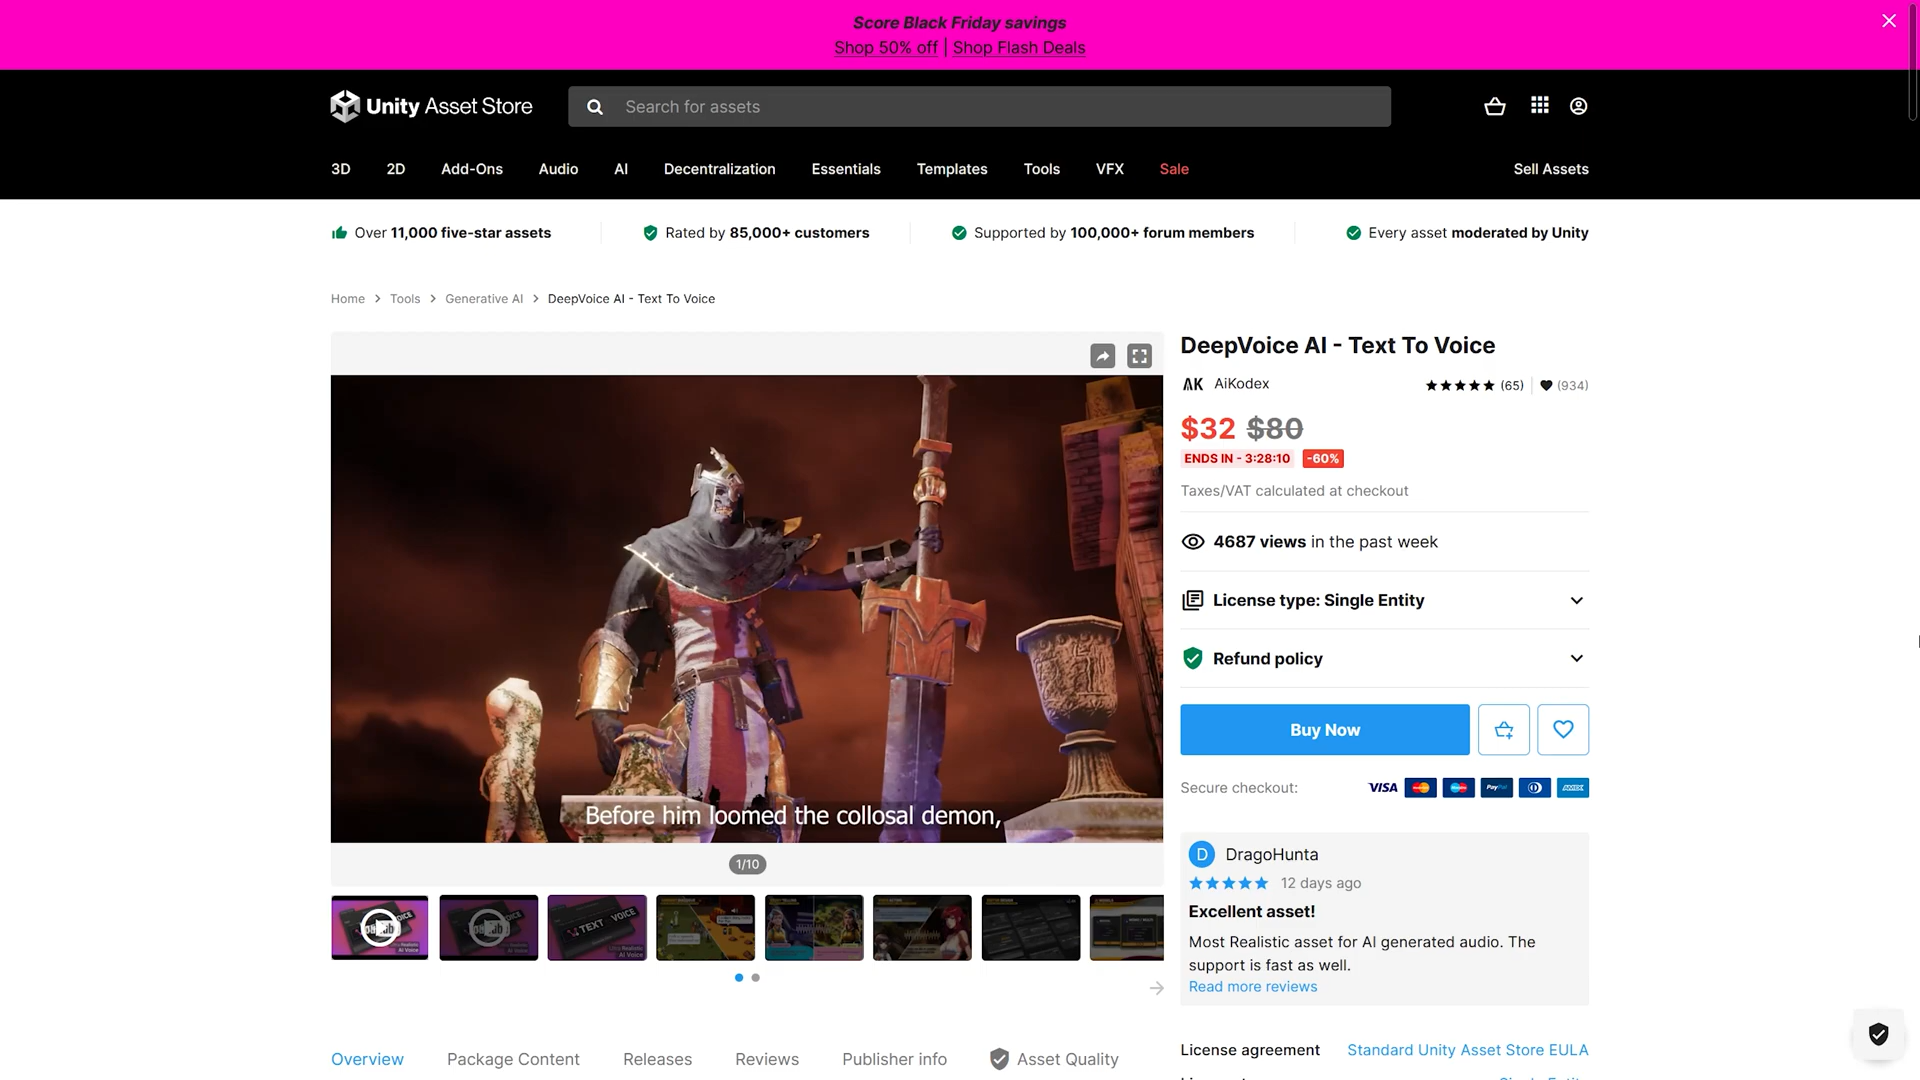 Score Black Friday savings
Shop 50% off | Shop Flash Deals
Unity Asset Store
Search for assets
3D 2D Add-Ons Audio AI Decentralization Essentials Templates Tools VFX Sale Sell Assets
Over 11,000 five-star assets
Rated by 85,000+ customers
Supported by 100,000+ forum members
Every asset moderated by Unity
Home > Tools > Generative AI > DeepVoice AI - Text To Voice
DeepVoice AI - Text To Voice
AK AiKodex
(65) (934)
$32 $80
ENDS IN - 3:28:10 -60%
Taxes/VAT calculated at checkout
4687 views in the past week
License type: Single Entity
Refund policy
Buy Now
Secure checkout: VISA PayPal AMEX
Before him loomed the collosal demon,
1/10
TEXT VOICE
D DragoHunta
12 days ago
Excellent asset!
Most Realistic asset for AI generated audio. The
support is fast as well.
Read more reviews
Overview Package Content Releases Reviews Publisher info Asset Quality
License agreement Standard Unity Asset Store EULA